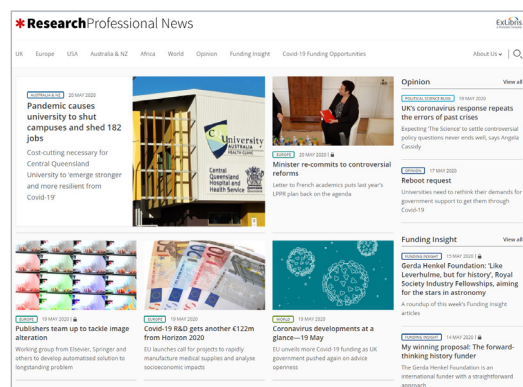 *ResearchProfessional News
ExLibris
UK Europe USA Australia & NZ Africa World Opinion Funding Insight Covid-19 Funding Opportunities About Us
AUSTRALIA & NZ 20 MAY 2020
Pandemic causes
university to shut
campuses and shed 182
jobs
Cost-cutting necessary for
Central Queensland
University to 'emerge stronger
and more resilient from
Covid-19'
University
AUSTRALIA
HEALTH CLINIC
Central
Queensland
Hospital and
Health Service
EUROPE 20 MAY 2020
Minister re-commits to controversial
reforms
Letter to French academics puts last year's
LPPR plan back on the agenda
Opinion View all
POLITICAL SCIENCE BLOG 19 MAY 2020
UK's coronavirus response repeats
the errors of past crises
Expecting 'The Science' to settle controversial
policy questions never ends well, says Angela
Cassidy
OPINION 17 MAY 2020
Reboot request
Universities need to rethink their demands for
government support to get them through
Covid-19
EUROPE 19 MAY 2020
Publishers team up to tackle image
alteration
Working group from Elsevier, Springer and
others to develop automatised solution to
longstanding problem
EUROPE 19 MAY 2020
Covid-19 R&D gets another €122m
from Horizon 2020
EU launches call for projects to rapidly
manufacture medical supplies and analyse
socioeconomic impacts
WORLD 19 MAY 2020
Coronavirus developments at a
glance—19 May
EU unveils more Covid-19 funding as UK
government pushed again on advice
openness
Funding Insight View all
FUNDING INSIGHT 15 MAY 2020
Gerda Henkel Foundation: 'Like
Leverhulme, but for history', Royal
Society Industry Fellowships, aiming
for the stars in astronomy
A roundup of this week's Funding Insight
articles
FUNDING INSIGHT 14 MAY 2020
My winning proposal: The forward-
thinking history funder
The Gerda Henkel Foundation is an
international funder with a straightforward
approach